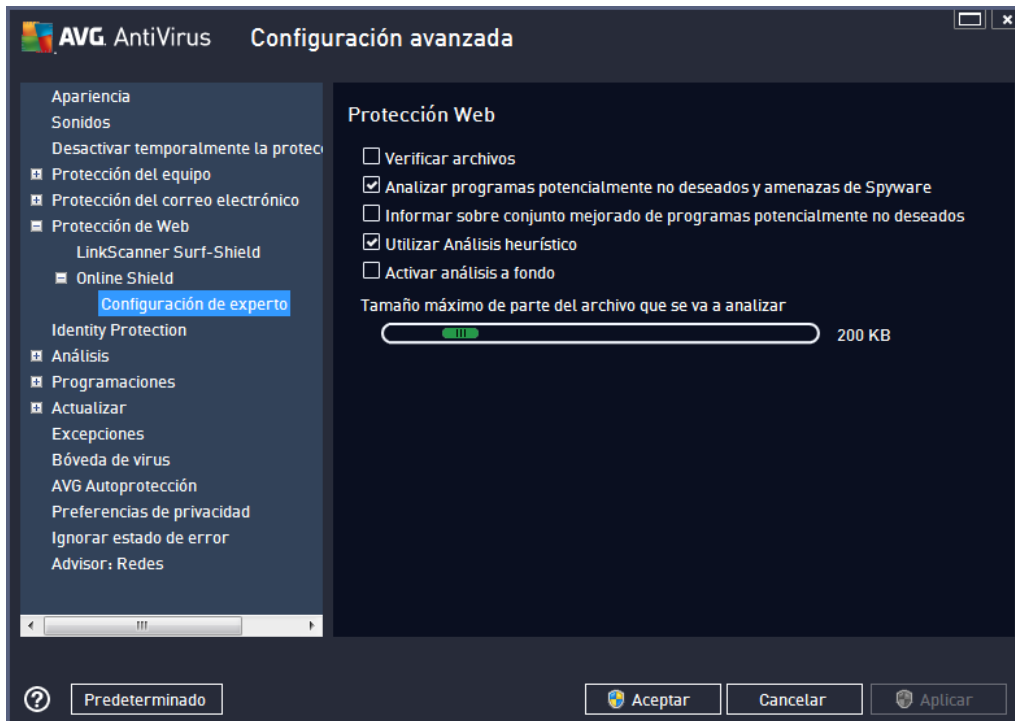 AVG. AntiVirus Configuración avanzada
Apariencia
Sonidos
Desactivar temporalmente la protec
Protección del equipo
Protección del correo electrónico
Protección de Web
LinkScanner Surf-Shield
Online Shield
Configuración de experto
Identity Protection
Análisis
Programaciones
Actualizar
Excepciones
Bóveda de virus
AVG Autoprotección
Preferencias de privacidad
Ignorar estado de error
Advisor: Redes
Protección Web
Verificar archivos
Analizar programas potencialmente no deseados y amenazas de Spyware
Informar sobre conjunto mejorado de programas potencialmente no deseados
Utilizar Análisis heurístico
Activar análisis a fondo
Tamaño máximo de parte del archivo que se va a analizar
200 KB
Predeterminado
Aceptar
Cancelar
Aplicar